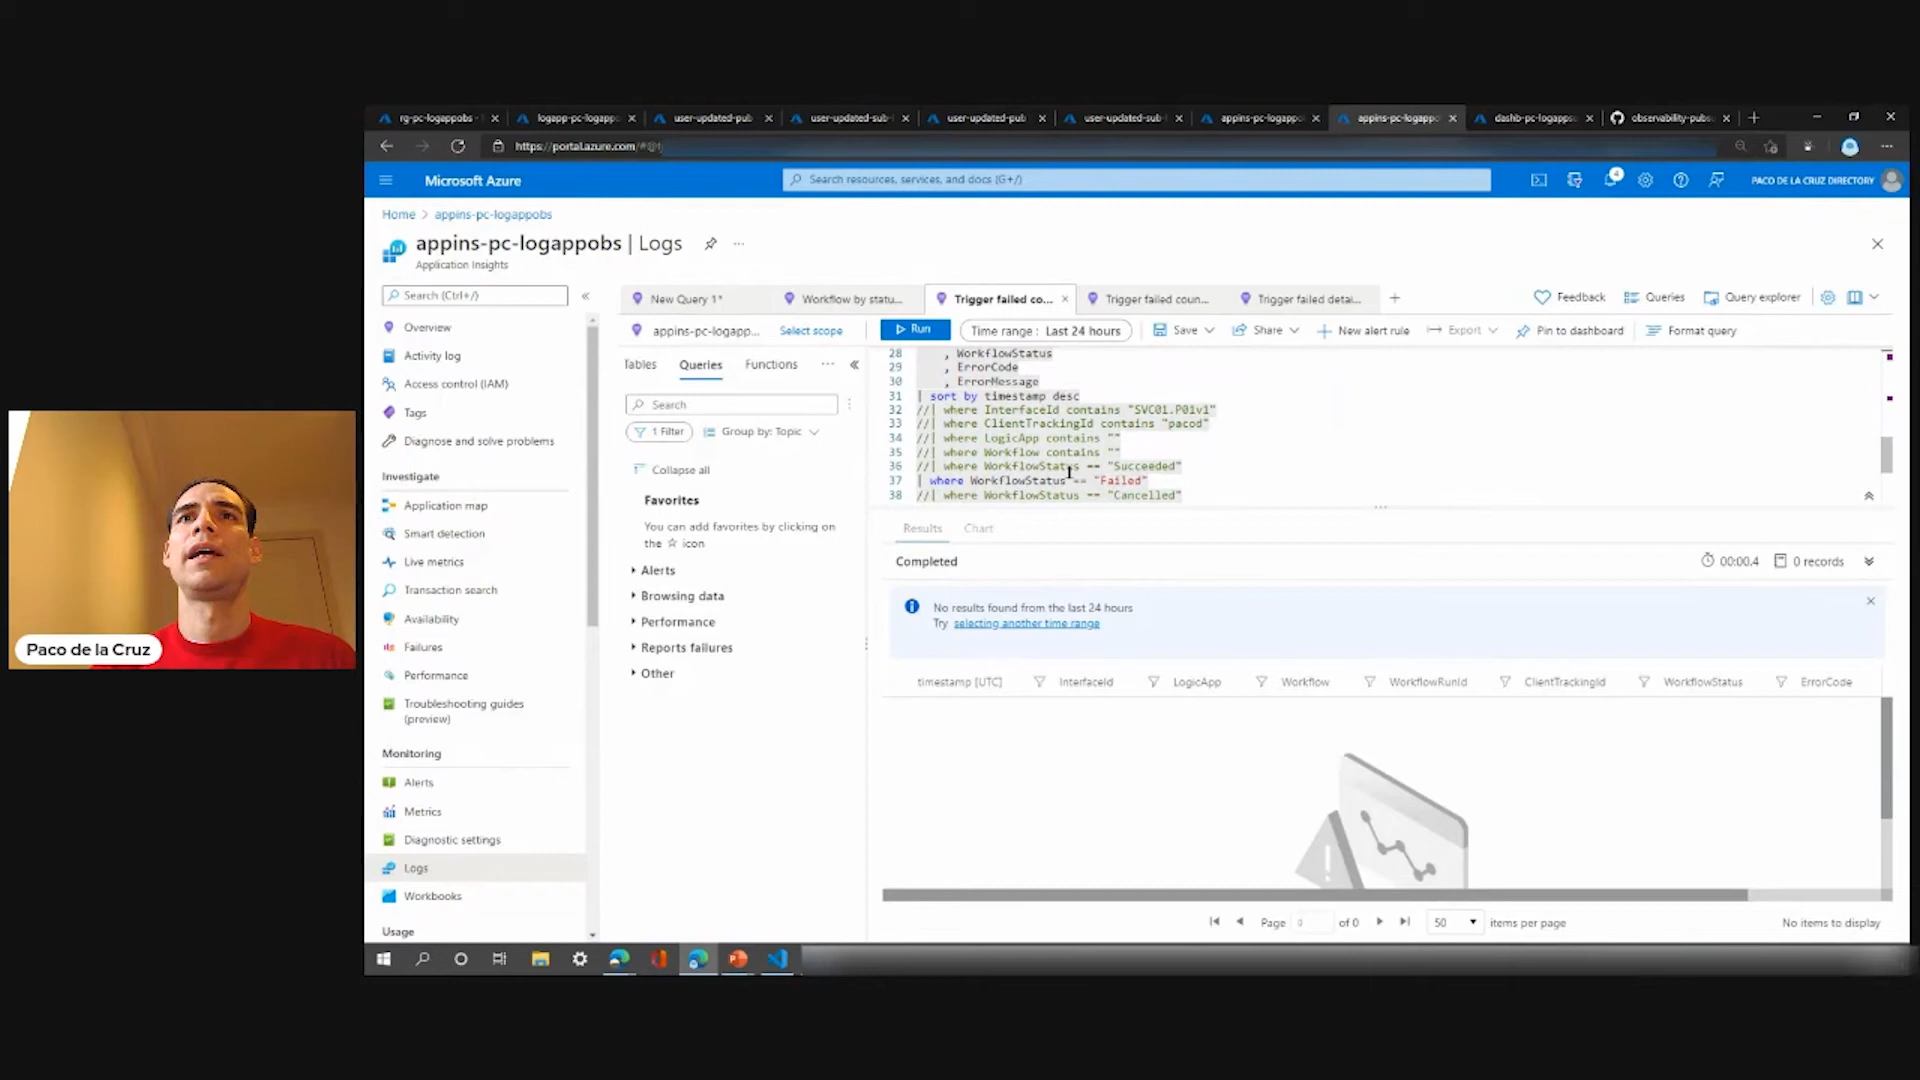 rg-pc-logappobs -
logapp-pc-logapp
user-updated-pub
user-updated-sub-
user-updated-pub
user-updated-sub-
appins-pc-logappo
appins-pc-logappo
dashb-pc-logapps
observability-pubs
https://portal.azure.com/#@
Microsoft Azure
Search resources, services, and docs (G+/)
4
PACO DE LA CRUZ DIRECTORY
Home > appins-pc-logappobs
appins-pc-logappobs | Logs
Application Insights
Search (Ctrl+/)
Overview
Activity log
Access control (IAM)
Tags
Diagnose and solve problems
Investigate
Application map
Smart detection
Live metrics
Transaction search
Availability
Failures
Performance
Troubleshooting guides
(preview)
Monitoring
Alerts
Metrics
Diagnostic settings
Logs
Workbooks
Usage
New Query 1*
Workflow by statu...
Trigger failed co...
Trigger failed coun...
Trigger failed detai...
Feedback
Queries
Query explorer
appins-pc-logapp...
Select scope
Run
Time range : Last 24 hours
Save
Share
New alert rule
Export
Pin to dashboard
Format query
Tables
Queries
Functions
Search
1 Filter
Group by: Topic
Collapse all
Favorites
You can add favorites by clicking on
the ☆ icon
Alerts
Browsing data
Performance
Reports failures
Other
28 , WorkflowStatus
29 , ErrorCode
30 , ErrorMessage
31 | sort by timestamp desc
32 //| where InterfaceId contains "SVC01.P01v1"
33 //| where ClientTrackingId contains "pacod"
34 //| where LogicApp contains ""
35 //| where Workflow contains ""
36 //| where WorkflowStatus == "Succeeded"
37 | where WorkflowStatus == "Failed"
38 //| where WorkflowStatus == "Cancelled"
Results
Chart
Completed
00:00.4
0 records
No results found from the last 24 hours
Try selecting another time range
timestamp [UTC]
InterfaceId
LogicApp
Workflow
WorkflowRunId
ClientTrackingId
WorkflowStatus
ErrorCode
Page 0 of 0
50 items per page
No items to display
Paco de la Cruz